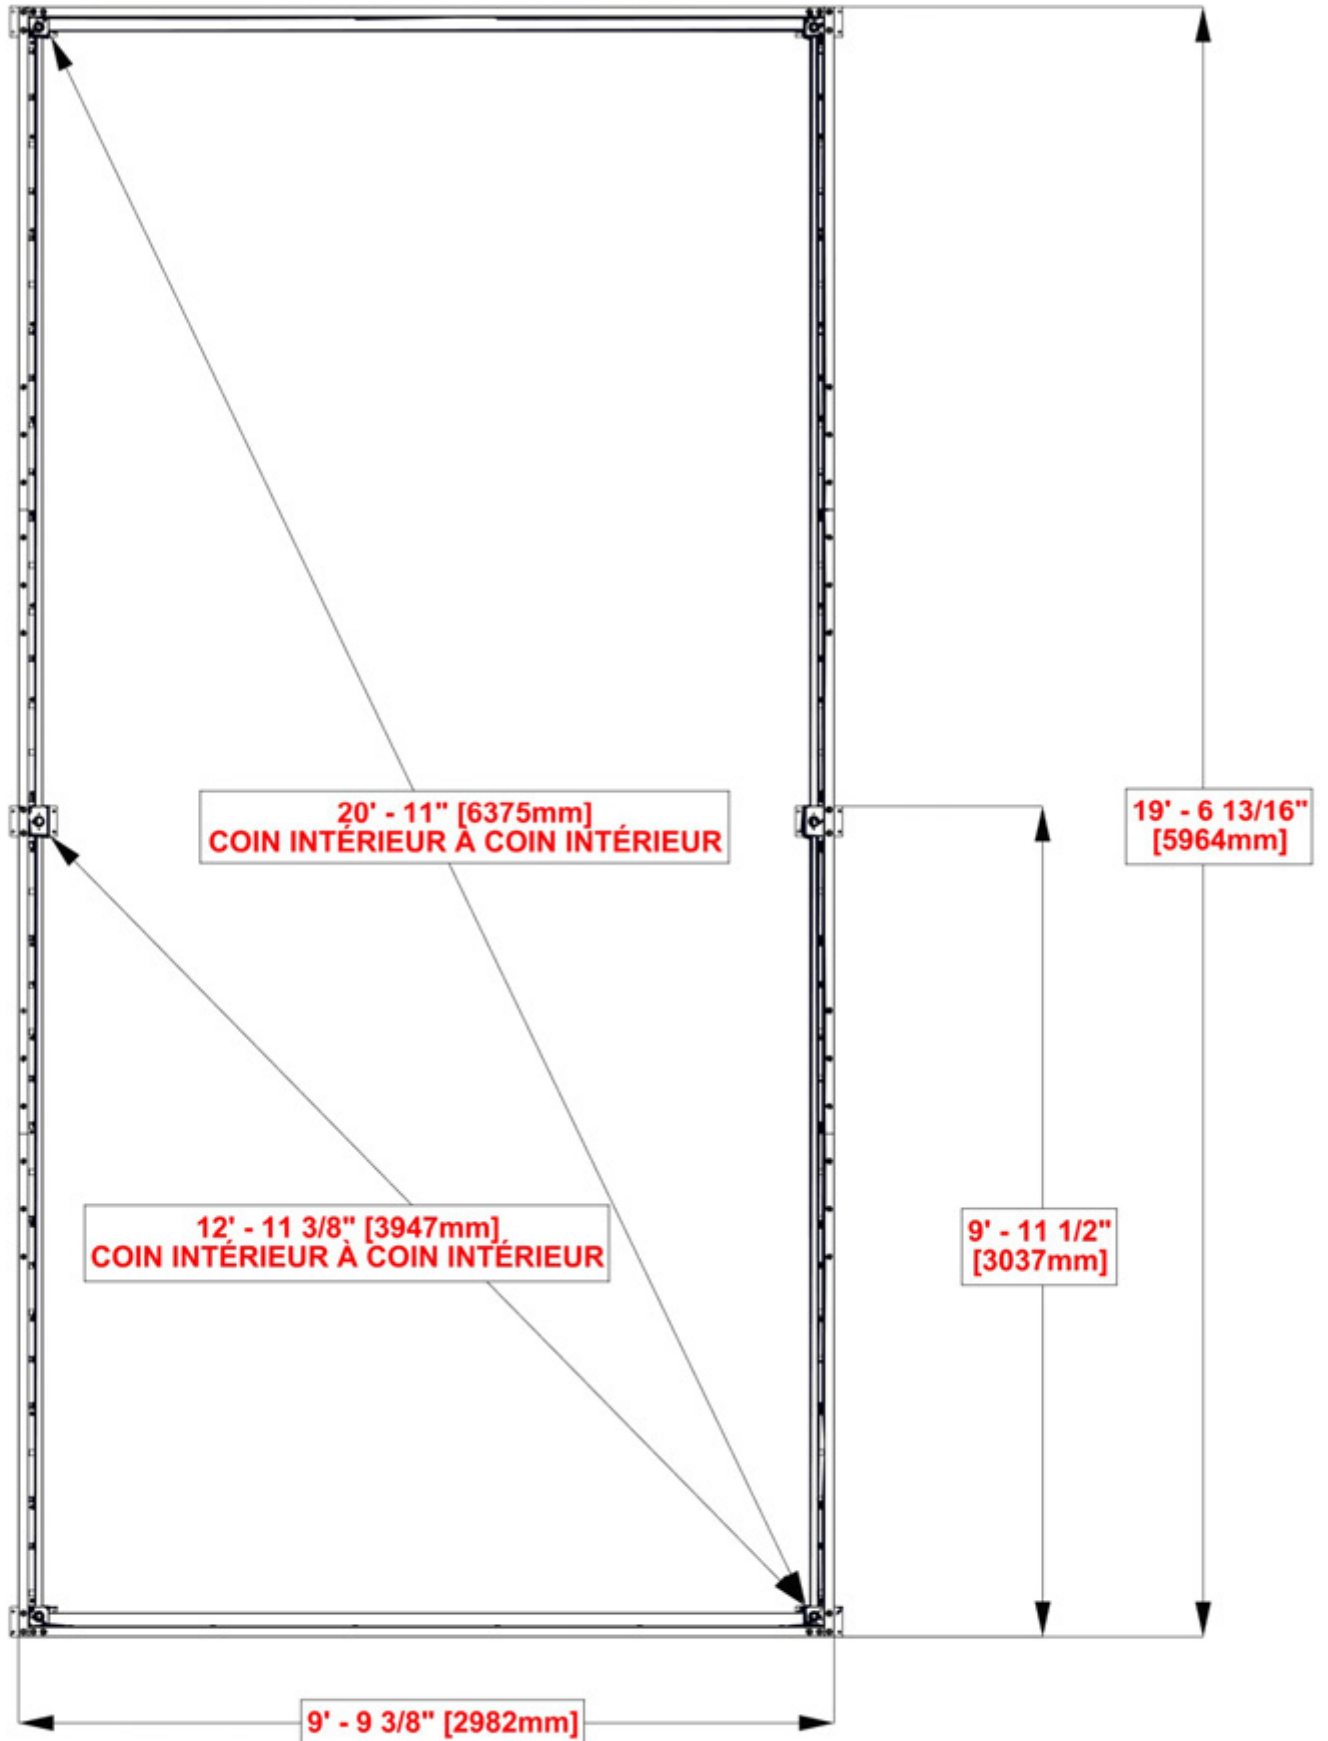 20' - 11" [6375mm]
COIN INTÉRIEUR À COIN INTÉRIEUR
19' - 6 13/16"
[5964mm]
12' - 11 3/8" [3947mm]
COIN INTÉRIEUR À COIN INTÉRIEUR
9' - 11 1/2"
[3037mm]
9' - 9 3/8" [2982mm]